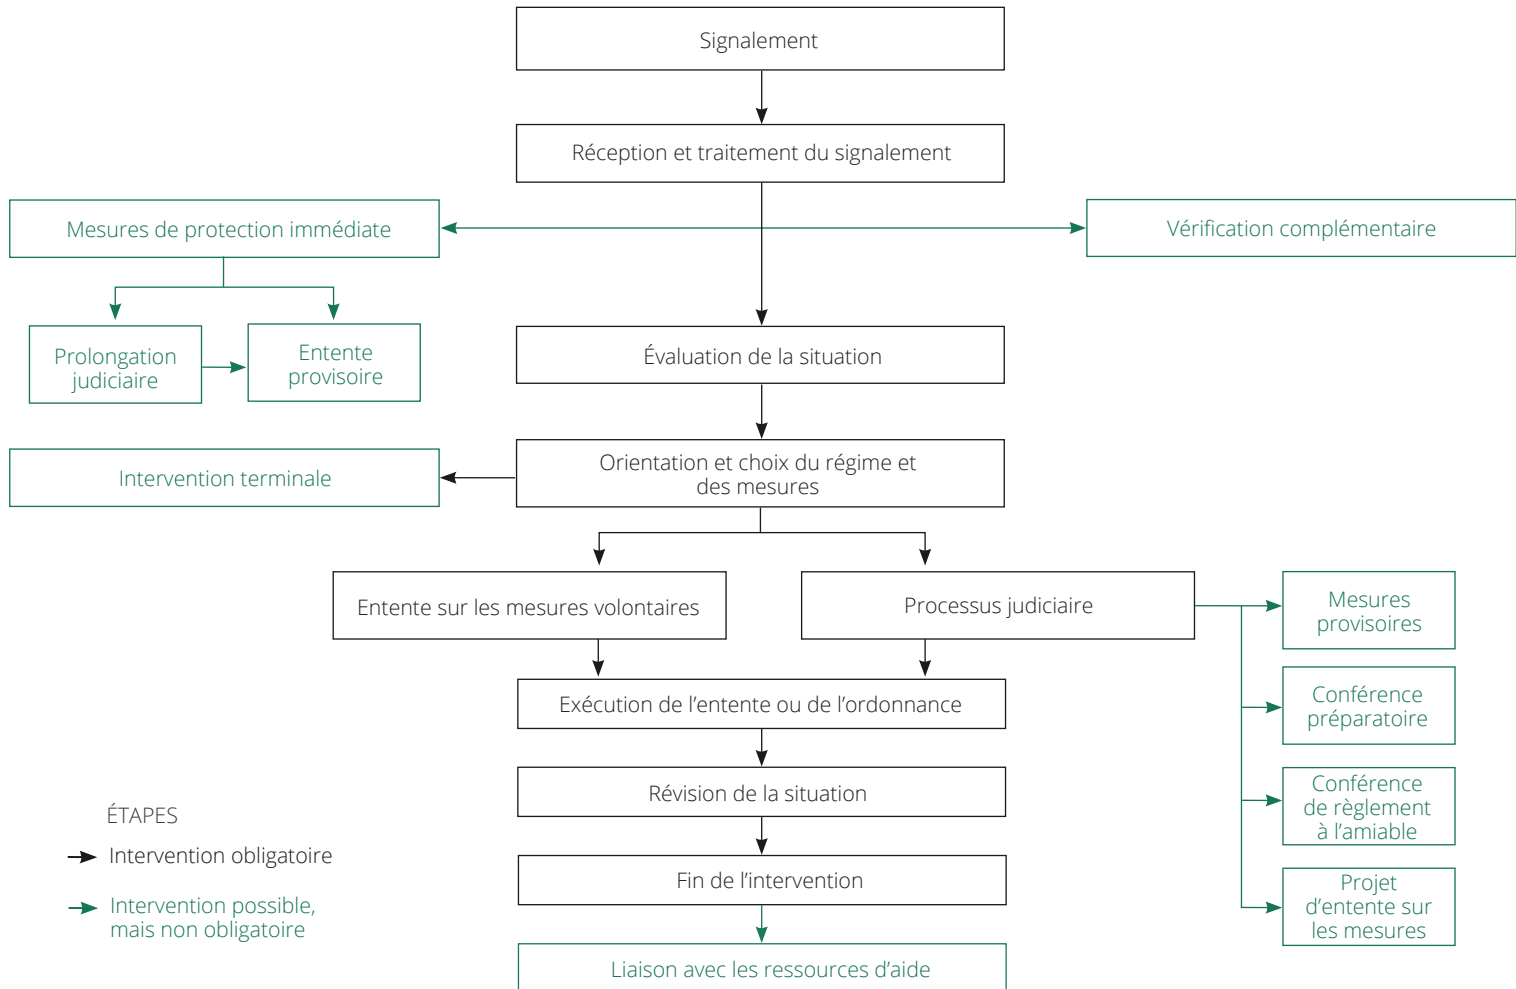 Signalement
Réception et traitement du signalement
Mesures de protection immédiate
Vérification complémentaire
Prolongation
judiciaire
Entente
provisoire
Évaluation de la situation
Intervention terminale
Orientation et choix du régime et
des mesures
Entente sur les mesures volontaires
Processus judiciaire
Mesures
provisoires
Conférence
préparatoire
Conférence
de règlement
à l’amiable
Projet
d’entente sur
les mesures
Exécution de l’entente ou de l’ordonnance
Révision de la situation
Fin de l’intervention
Liaison avec les ressources d’aide
ÉTAPES
Intervention obligatoire
Intervention possible,
mais non obligatoire